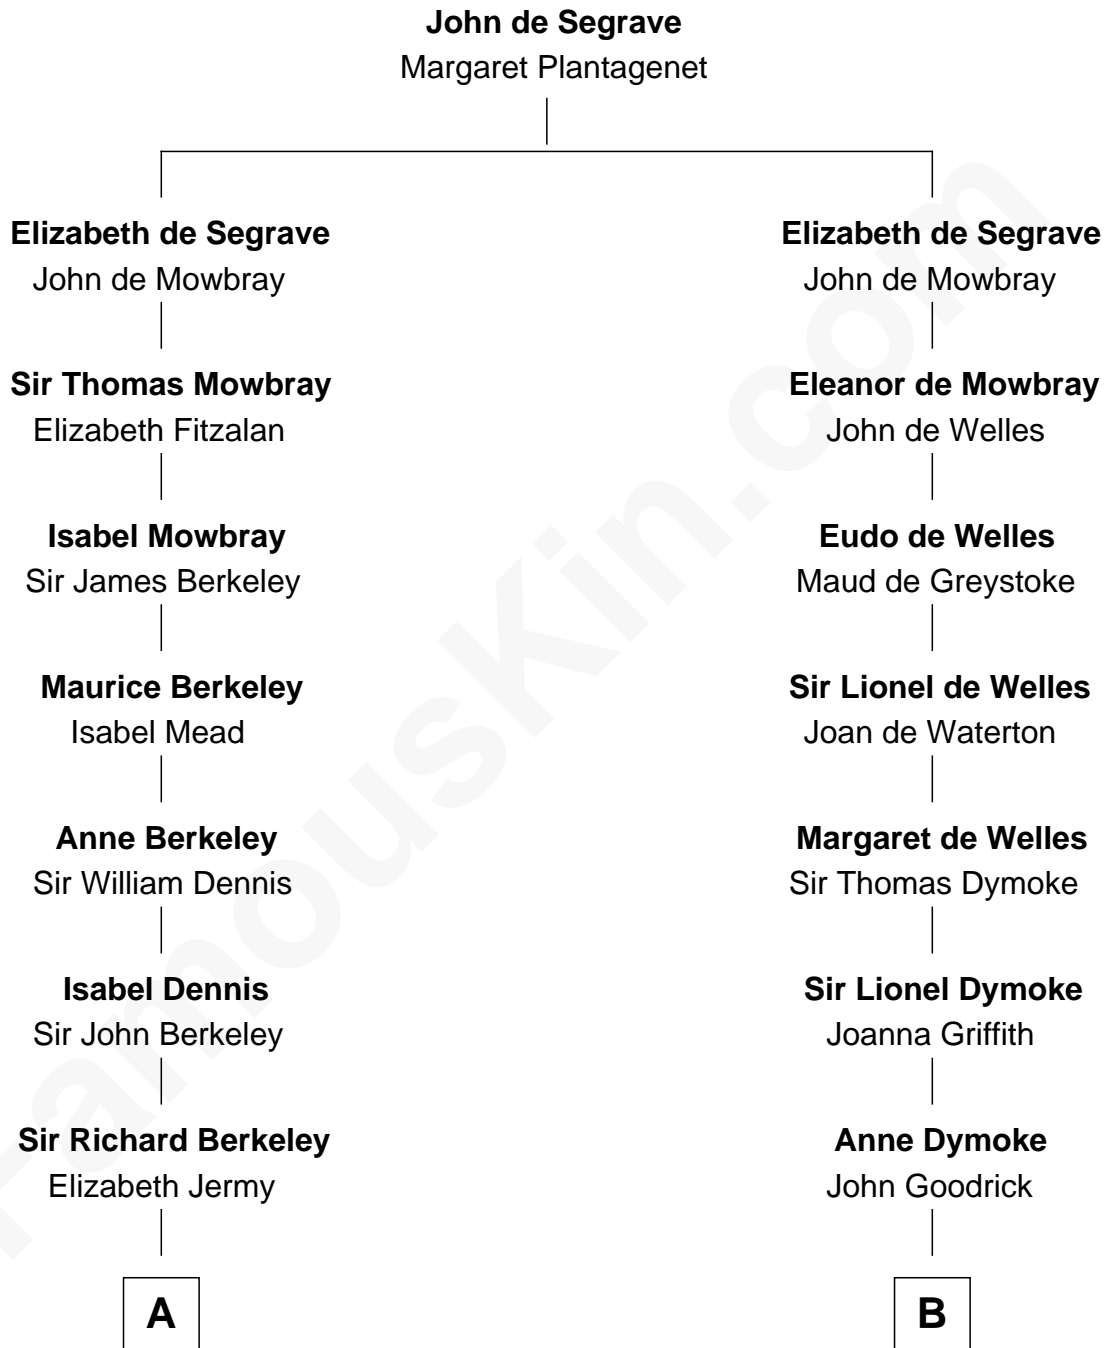 John de Segrave
Margaret Plantagenet
Elizabeth de Segrave
John de Mowbray
Elizabeth de Segrave
John de Mowbray
Sir Thomas Mowbray
Elizabeth Fitzalan
Eleanor de Mowbray
John de Welles
Isabel Mowbray
Sir James Berkeley
Eudo de Welles
Maud de Greystoke
Maurice Berkeley
Isabel Mead
Sir Lionel de Welles
Joan de Waterton
Anne Berkeley
Sir William Dennis
Margaret de Welles
Sir Thomas Dymoke
Isabel Dennis
Sir John Berkeley
Sir Lionel Dymoke
Joanna Griffith
Sir Richard Berkeley
Elizabeth Jermy
Anne Dymoke
John Goodrick
A
B
FamousKin.com